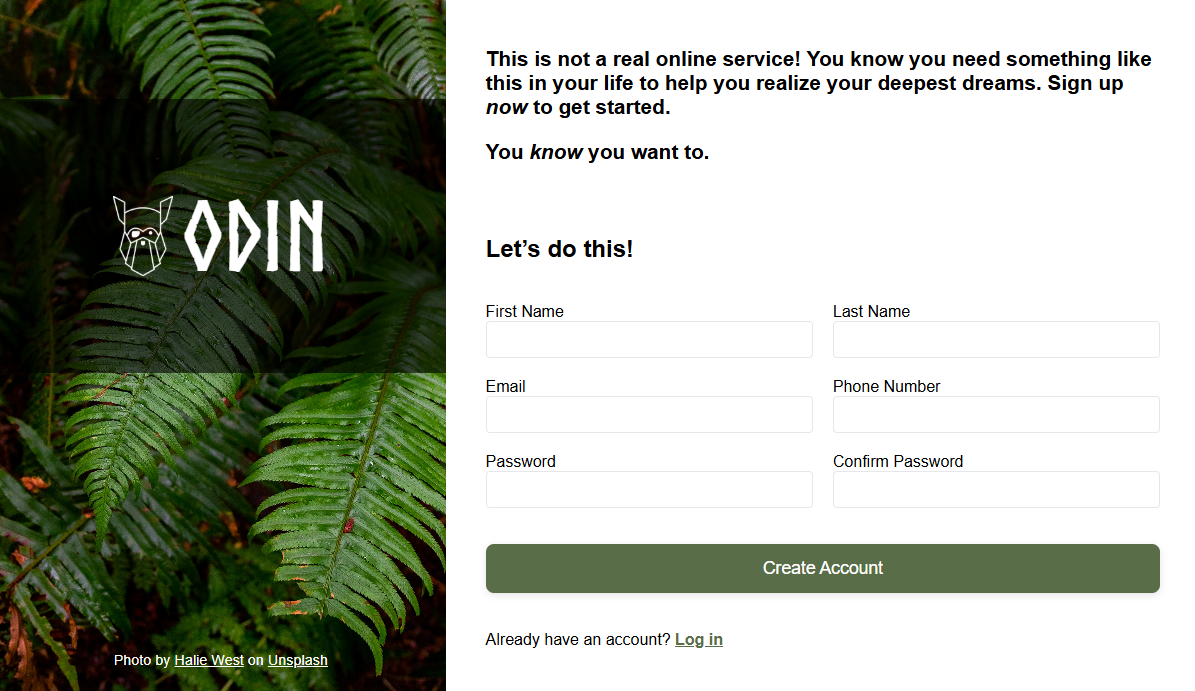 ODIN
Photo by Halie West on Unsplash
This is not a real online service! You know you need something like
this in your life to help you realize your deepest dreams. Sign up
now to get started.
You know you want to.
Let’s do this!
First Name
Last Name
Email
Phone Number
Password
Confirm Password
Create Account
Already have an account? Log in